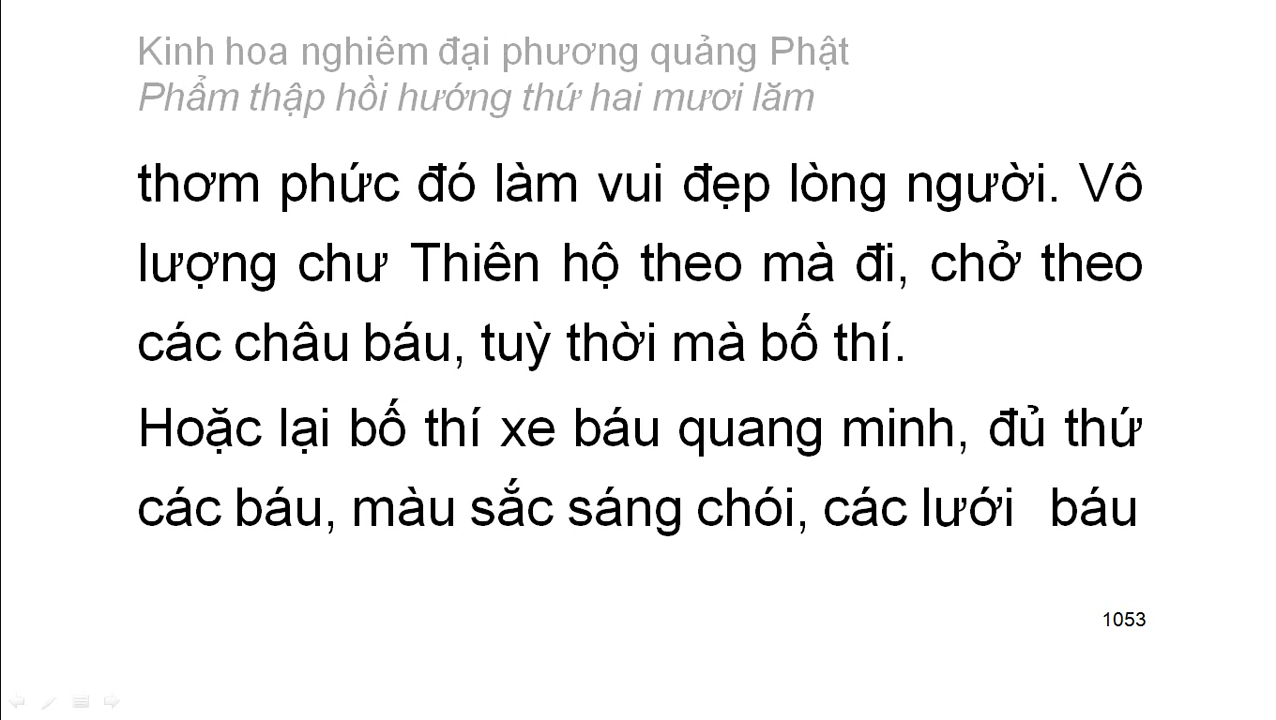 Kinh hoa nghiêm đại phương quảng Phật
Phẩm thập hồi hướng thứ hai mươi lăm
thơm phức đó làm vui đẹp lòng người. Vô
lượng chư Thiên hộ theo mà đi, chở theo
các châu báu, tuỳ thời mà bố thí.
Hoặc lại bố thí xe báu quang minh, đủ thứ
các báu, màu sắc sáng chói, các lưới báu
1053